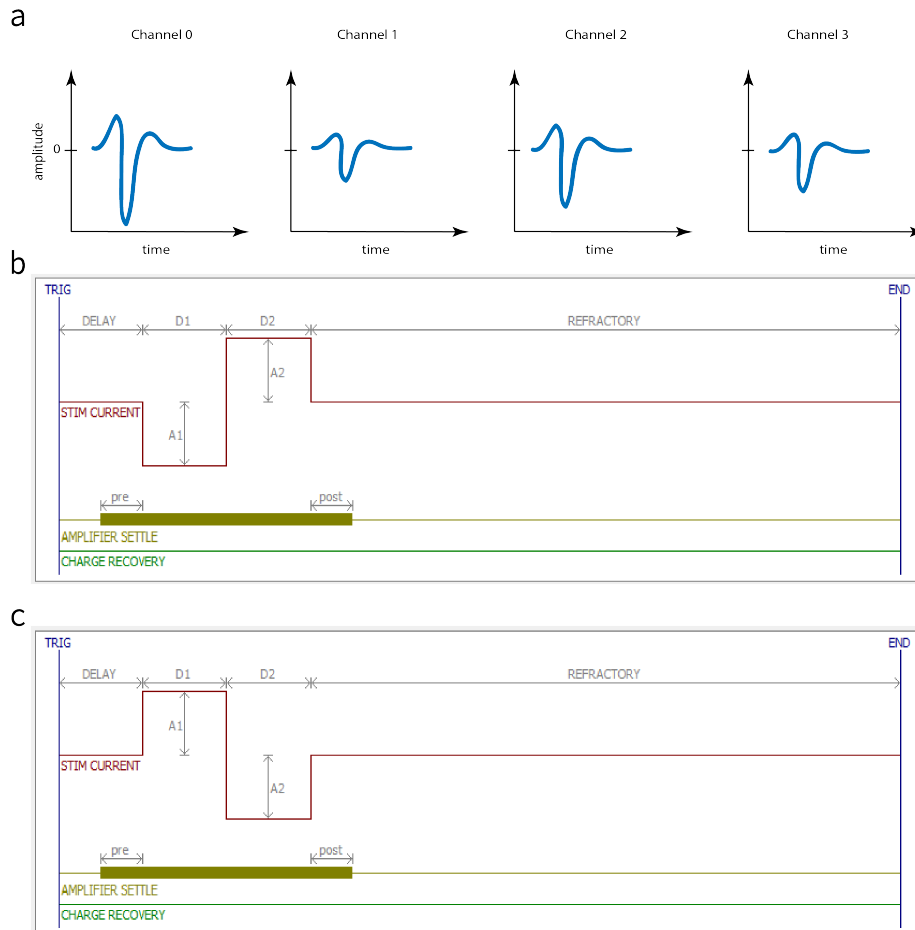 a
Channel 0
Channel 1
Channel 2
Channel 3
amplitude
0
time
time
time
time
b
TRIG
END
DELAY
D1
D2
REFRACTORY
A2
STIM CURRENT
A1
pre
post
AMPLIFIER SETTLE
CHARGE RECOVERY
c
TRIG
END
DELAY
D1
D2
REFRACTORY
A1
STIM CURRENT
A2
pre
post
AMPLIFIER SETTLE
CHARGE RECOVERY